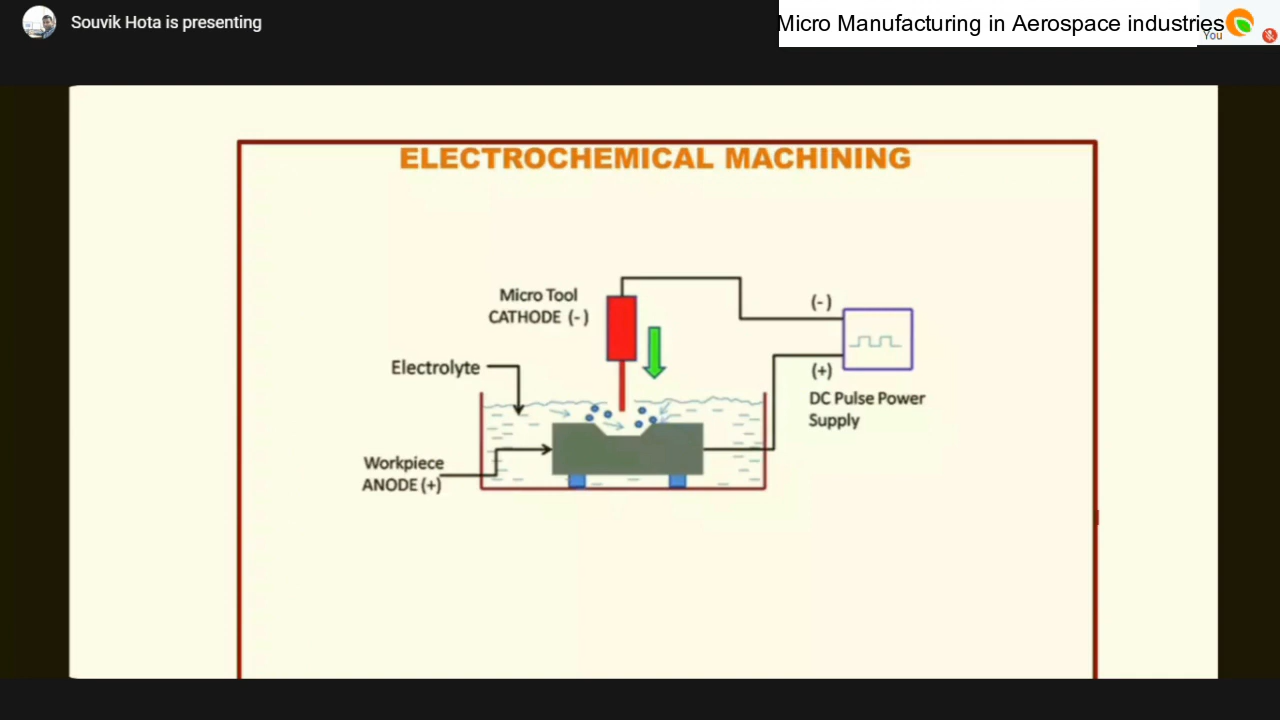 Souvik Hota is presenting
Micro Manufacturing in Aerospace industries
You
ELECTROCHEMICAL MACHINING
Micro Tool
CATHODE (-)
(-)
Electrolyte
(+)
DC Pulse Power
Supply
Workpiece
ANODE (+)